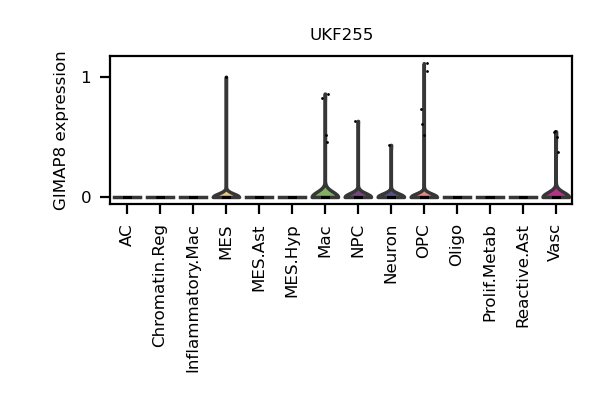 UKF255
GIMAP8 expression
1
0
AC
Chromatin.Reg
Inflammatory.Mac
MES
MES.Ast
MES.Hyp
Mac
NPC
Neuron
OPC
Oligo
Prolif.Metab
Reactive.Ast
Vasc